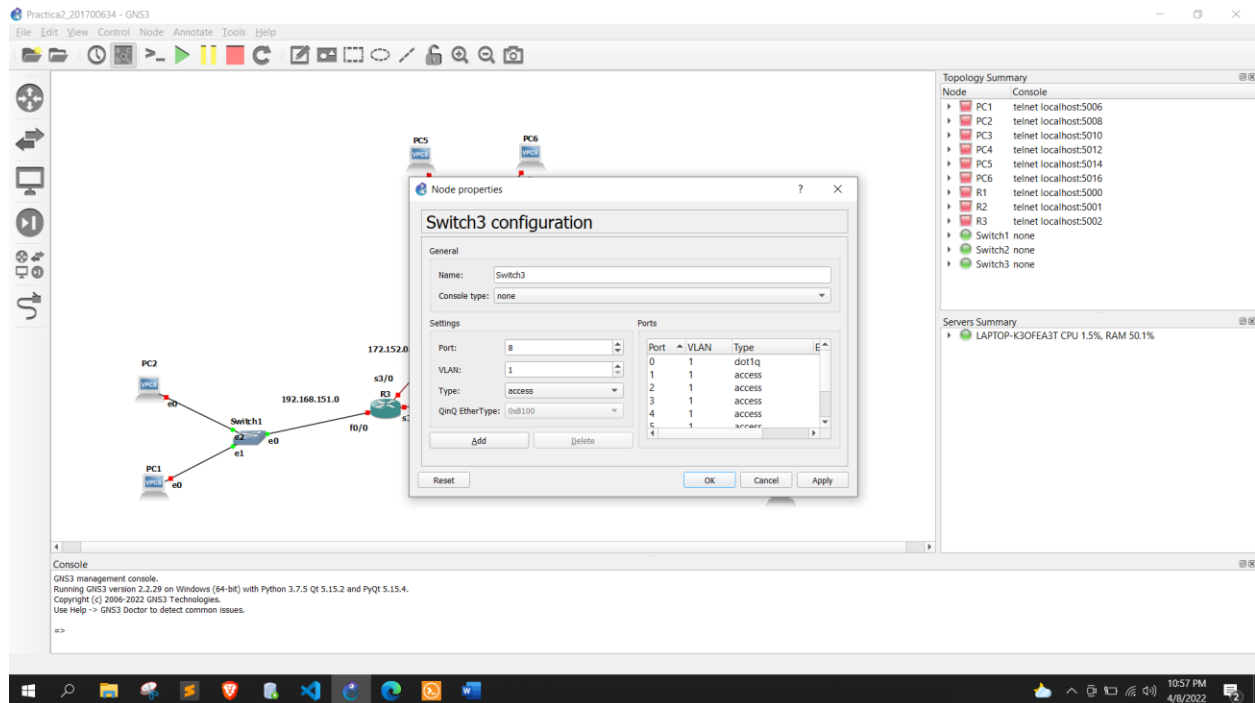 Practica2_201700634 - GNS3
File Edit View Control Node Annotate Tools Help
PC5
VPCS
PC6
VPCS
172.152.0
PC2
VPCS
e0
s3/0
R3
192.168.151.0
f0/0
Switch1
e2
e0
e1
PC1
VPCS
e0
Node properties
?
Switch3 configuration
General
Name: Switch3
Console type: none
Settings
Port: 8
VLAN: 1
Type: access
QinQ EtherType: 0x8100
Add Delete
Ports
Port VLAN Type E
0 1 dot1q
1 1 access
2 1 access
3 1 access
4 1 access
5 1 access
Reset OK Cancel Apply
Topology Summary
Node Console
PC1 telnet localhost:5006
PC2 telnet localhost:5008
PC3 telnet localhost:5010
PC4 telnet localhost:5012
PC5 telnet localhost:5014
PC6 telnet localhost:5016
R1 telnet localhost:5000
R2 telnet localhost:5001
R3 telnet localhost:5002
Switch1 none
Switch2 none
Switch3 none
Servers Summary
LAPTOP-K3OFEA3T CPU 1.5%, RAM 50.1%
Console
GNS3 management console.
Running GNS3 version 2.2.29 on Windows (64-bit) with Python 3.7.5 Qt 5.15.2 and PyQt 5.15.4.
Copyright (c) 2006-2022 GNS3 Technologies.
Use Help -> GNS3 Doctor to detect common issues.
=>
10:57 PM
4/8/2022
2